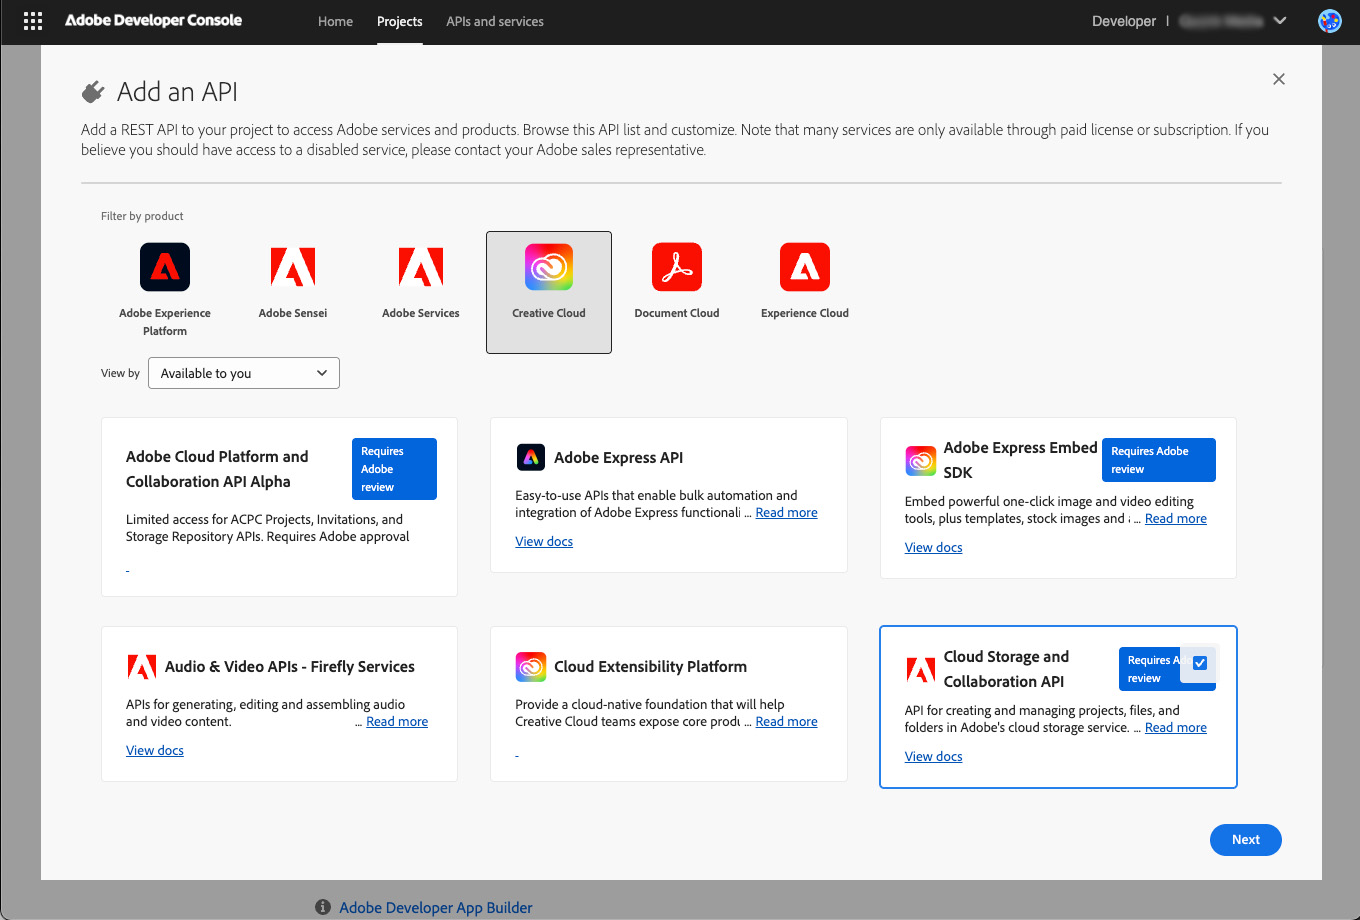 Adobe Developer Console
Home
Projects
APIs and services
Developer
Add an API
Add a REST API to your project to access Adobe services and products. Browse this API list and customize. Note that many services are only available through paid license or subscription. If you
believe you should have access to a disabled service, please contact your Adobe sales representative.
Filter by product
Adobe Experience
Platform
Adobe Sensei
Adobe Services
Creative Cloud
Document Cloud
Experience Cloud
View by
Available to you
Adobe Cloud Platform and
Collaboration API Alpha
Requires
Adobe
review
Limited access for ACPC Projects, Invitations, and
Storage Repository APIs. Requires Adobe approval
-
Adobe Express API
Easy-to-use APIs that enable bulk automation and
integration of Adobe Express functionali ... Read more
View docs
Adobe Express Embed
SDK
Requires Adobe
review
Embed powerful one-click image and video editing
tools, plus templates, stock images and ... Read more
View docs
Audio & Video APIs - Firefly Services
APIs for generating, editing and assembling audio
and video content. ... Read more
View docs
Cloud Extensibility Platform
Provide a cloud-native foundation that will help
Creative Cloud teams expose core produ ... Read more
-
Cloud Storage and
Collaboration API
Requires Ado
review
API for creating and managing projects, files, and
folders in Adobe's cloud storage service. ... Read more
View docs
Next
Adobe Developer App Builder